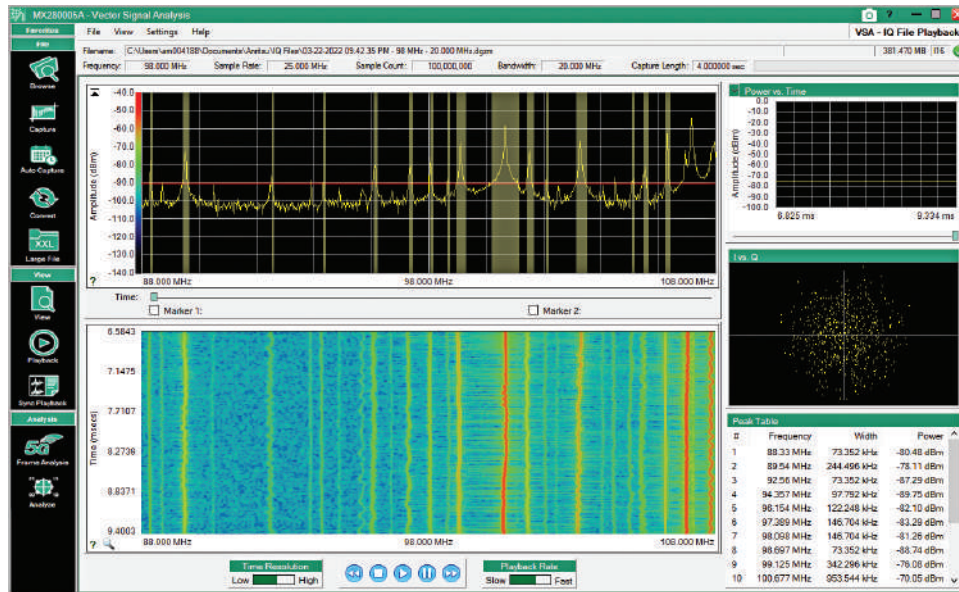 MX280005A - Vector Signal Analysis
Favorites
File View Settings Help
VSA - IQ File Playback
File
Filename: C:\Users\am004188\Documents\Anritsu\IQ Files\03-22-2022 09.42.35 PM - 98 MHz - 20.000 MHz.dgzm
381.470 MB I16
Frequency: 98.000 MHz Sample Rate: 25.000 MHz Sample Count: 100,000,000 Bandwidth: 20.000 MHz Capture Length: 4.000000 sec
Browse
Capture
Auto-Capture
Convert
XXL
Large File
View
View
Playback
Sync Playback
Analysis
5G
Frame Analysis
Analyze
Amplitude (dBm)
-40.0
-50.0
-60.0
-70.0
-80.0
-90.0
-100.0
-110.0
-120.0
-130.0
-140.0
?
88.000 MHz 98.000 MHz 108.000 MHz
Time:
Marker 1: Marker 2:
Time (msecs)
6.5843
7.1475
7.7107
8.2739
8.8371
9.4003
?
88.000 MHz 98.000 MHz 108.000 MHz
Time Resolution
Low High
Playback Rate
Slow Fast
Power vs. Time
Amplitude (dBm)
0.0
-10.0
-20.0
-30.0
-40.0
-50.0
-60.0
-70.0
-80.0
-90.0
-100.0
6.825 ms 9.334 ms
I vs. Q
Peak Table
# Frequency Width Power
1 88.33 MHz 73.352 kHz -80.48 dBm
2 89.54 MHz 244.496 kHz -78.11 dBm
3 92.56 MHz 73.352 kHz -87.29 dBm
4 94.357 MHz 97.792 kHz -89.75 dBm
5 96.154 MHz 122.248 kHz -82.10 dBm
6 97.389 MHz 146.704 kHz -83.29 dBm
7 98.098 MHz 146.704 kHz -81.26 dBm
8 98.697 MHz 73.352 kHz -88.74 dBm
9 99.125 MHz 342.296 kHz -76.08 dBm
10 100.677 MHz 953.544 kHz -70.05 dBm